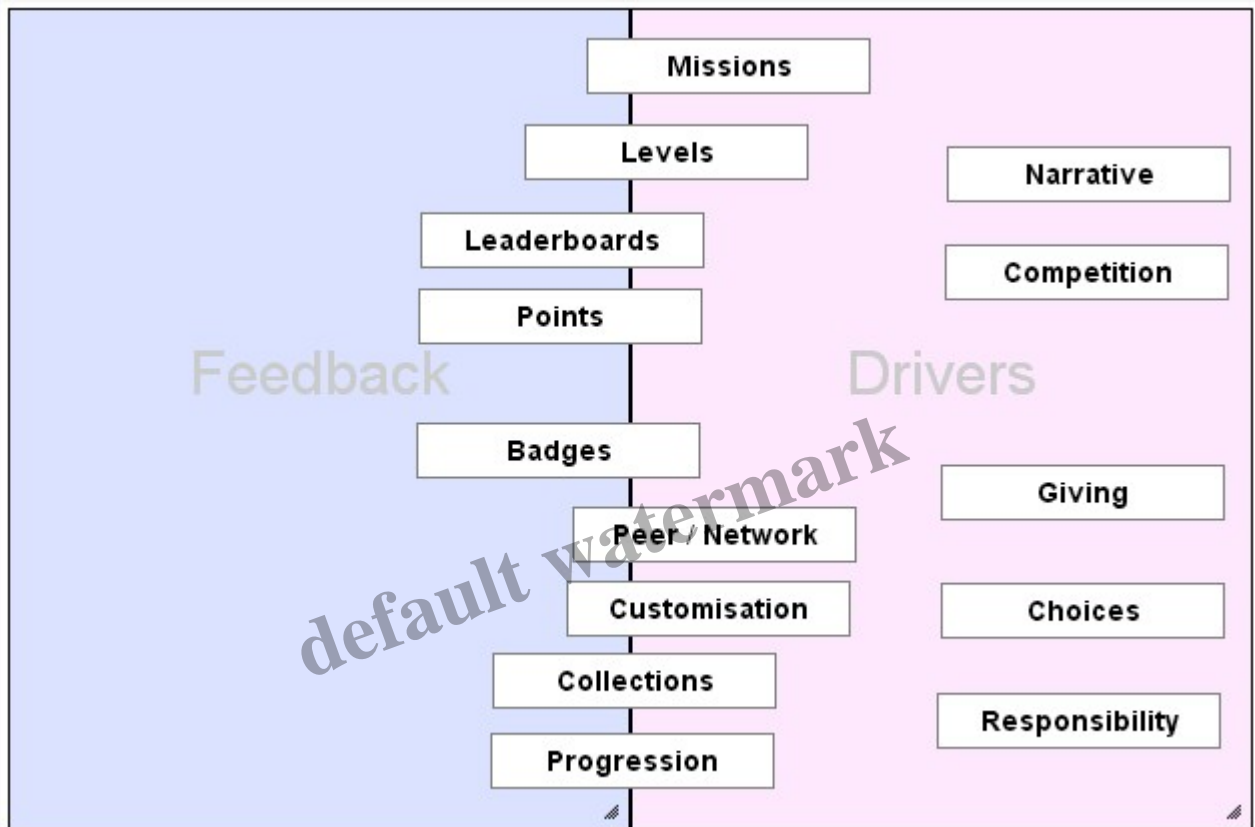 Missions
Levels
Narrative
Leaderboards
Competition
Points
Feedback
Drivers
Badges
Giving
Peer / Network
Customisation
Choices
Collections
Responsibility
Progression
default watermark